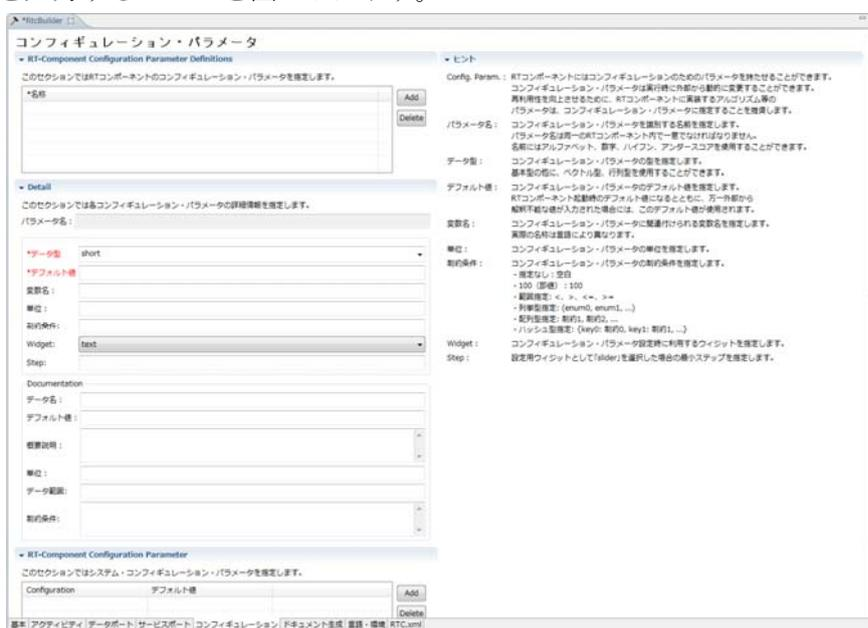 *RtcBuilder
コンフィギュレーション・パラメータ
RT-Component Configuration Parameter Definitions
このセクションではRTコンポーネントのコンフィギュレーション・パラメータを指定します。
*名称
Add
Delete
Detail
このセクションでは各コンフィギュレーション・パラメータの詳細情報を指定します。
パラメータ名：
*データ型
short
*デフォルト値
変数名：
単位：
制約条件：
Widget:
text
Step:
Documentation
データ名：
デフォルト値：
概要説明：
単位：
データ範囲：
制約条件：
RT-Component Configuration Parameter
このセクションではシステム・コンフィギュレーション・パラメータを指定します。
Configuration
デフォルト値
Add
Delete
基本 アクティビティ データポート サービスポート コンフィギュレーション ドキュメント生成 言語・環境 RTC.xml
ヒント
Config. Param.： RTコンポーネントにはコンフィギュレーションのためのパラメータを持たせることができます。
コンフィギュレーション・パラメータは実行時に外部から動的に変更することができます。
再利用性を向上させるために、RTコンポーネントに実装するアルゴリズム等の
パラメータは、コンフィギュレーション・パラメータに指定することを推奨します。
パラメータ名： コンフィギュレーション・パラメータを識別する名前を指定します。
パラメータ名は同一のRTコンポーネント内で一意でなければなりません。
名前にはアルファベット、数字、ハイフン、アンダースコアを使用することができます。
データ型： コンフィギュレーション・パラメータの型を指定します。
基本型の他に、ベクトル型、行列型を使用することができます。
デフォルト値： コンフィギュレーション・パラメータのデフォルト値を指定します。
RTコンポーネント起動時のデフォルト値になるとともに、万一外部から
解釈不能な値が入力された場合には、このデフォルト値が使用されます。
変数名： コンフィギュレーション・パラメータに関連付けられる変数名を指定します。
実際の名称は言語により異なります。
単位： コンフィギュレーション・パラメータの単位を指定します。
制約条件： コンフィギュレーション・パラメータの制約条件を指定します。
- 指定なし：空白
- 100（即値）：100
- 範囲指定: <、>、<=、>=
- 列挙型指定: (enum0, enum1, ...)
- 配列型指定: 制約1, 制約2, ...
- ハッシュ型指定: {key0: 制約0, key1: 制約1, ...}
Widget： コンフィギュレーション・パラメータ設定時に利用するウィジットを指定します。
Step： 設定用ウィジットとして「slider」を選択した場合の最小ステップを指定します。